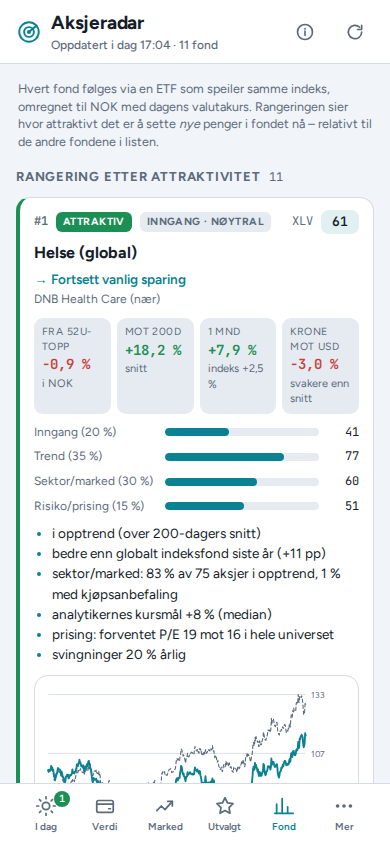 Aksjeradar
Oppdatert i dag 17:04 · 11 fond
Hvert fond følges via en ETF som speiler samme indeks,
omregnet til NOK med dagens valutakurs. Rangeringen sier
hvor attraktivt det er å sette nye penger i fondet nå – relativt til
de andre fondene i listen.
RANGERING ETTER ATTRAKTIVITET 11
#1 ATTRAKTIV INNGANG · NØYTRAL XLV 61
Helse (global)
→ Fortsett vanlig sparing
DNB Health Care (nær)
FRA 52U-TOPP
-0,9 %
i NOK
MOT 200D
+18,2 %
snitt
1 MND
+7,9 %
indeks +2,5 %
KRONE MOT USD
-3,0 %
svakere enn snitt
Inngang (20 %) 41
Trend (35 %) 77
Sektor/marked (30 %) 60
Risiko/prising (15 %) 51
• i opptrend (over 200-dagers snitt)
• bedre enn globalt indeksfond siste år (+11 pp)
• sektor/marked: 83 % av 75 aksjer i opptrend, 1 %
med kjøpsanbefaling
• analytikernes kursmål +8 % (median)
• prising: forventet P/E 19 mot 16 i hele universet
• svingninger 20 % årlig
133
107
1
I dag Verdi Marked Utvalgt Fond Mer